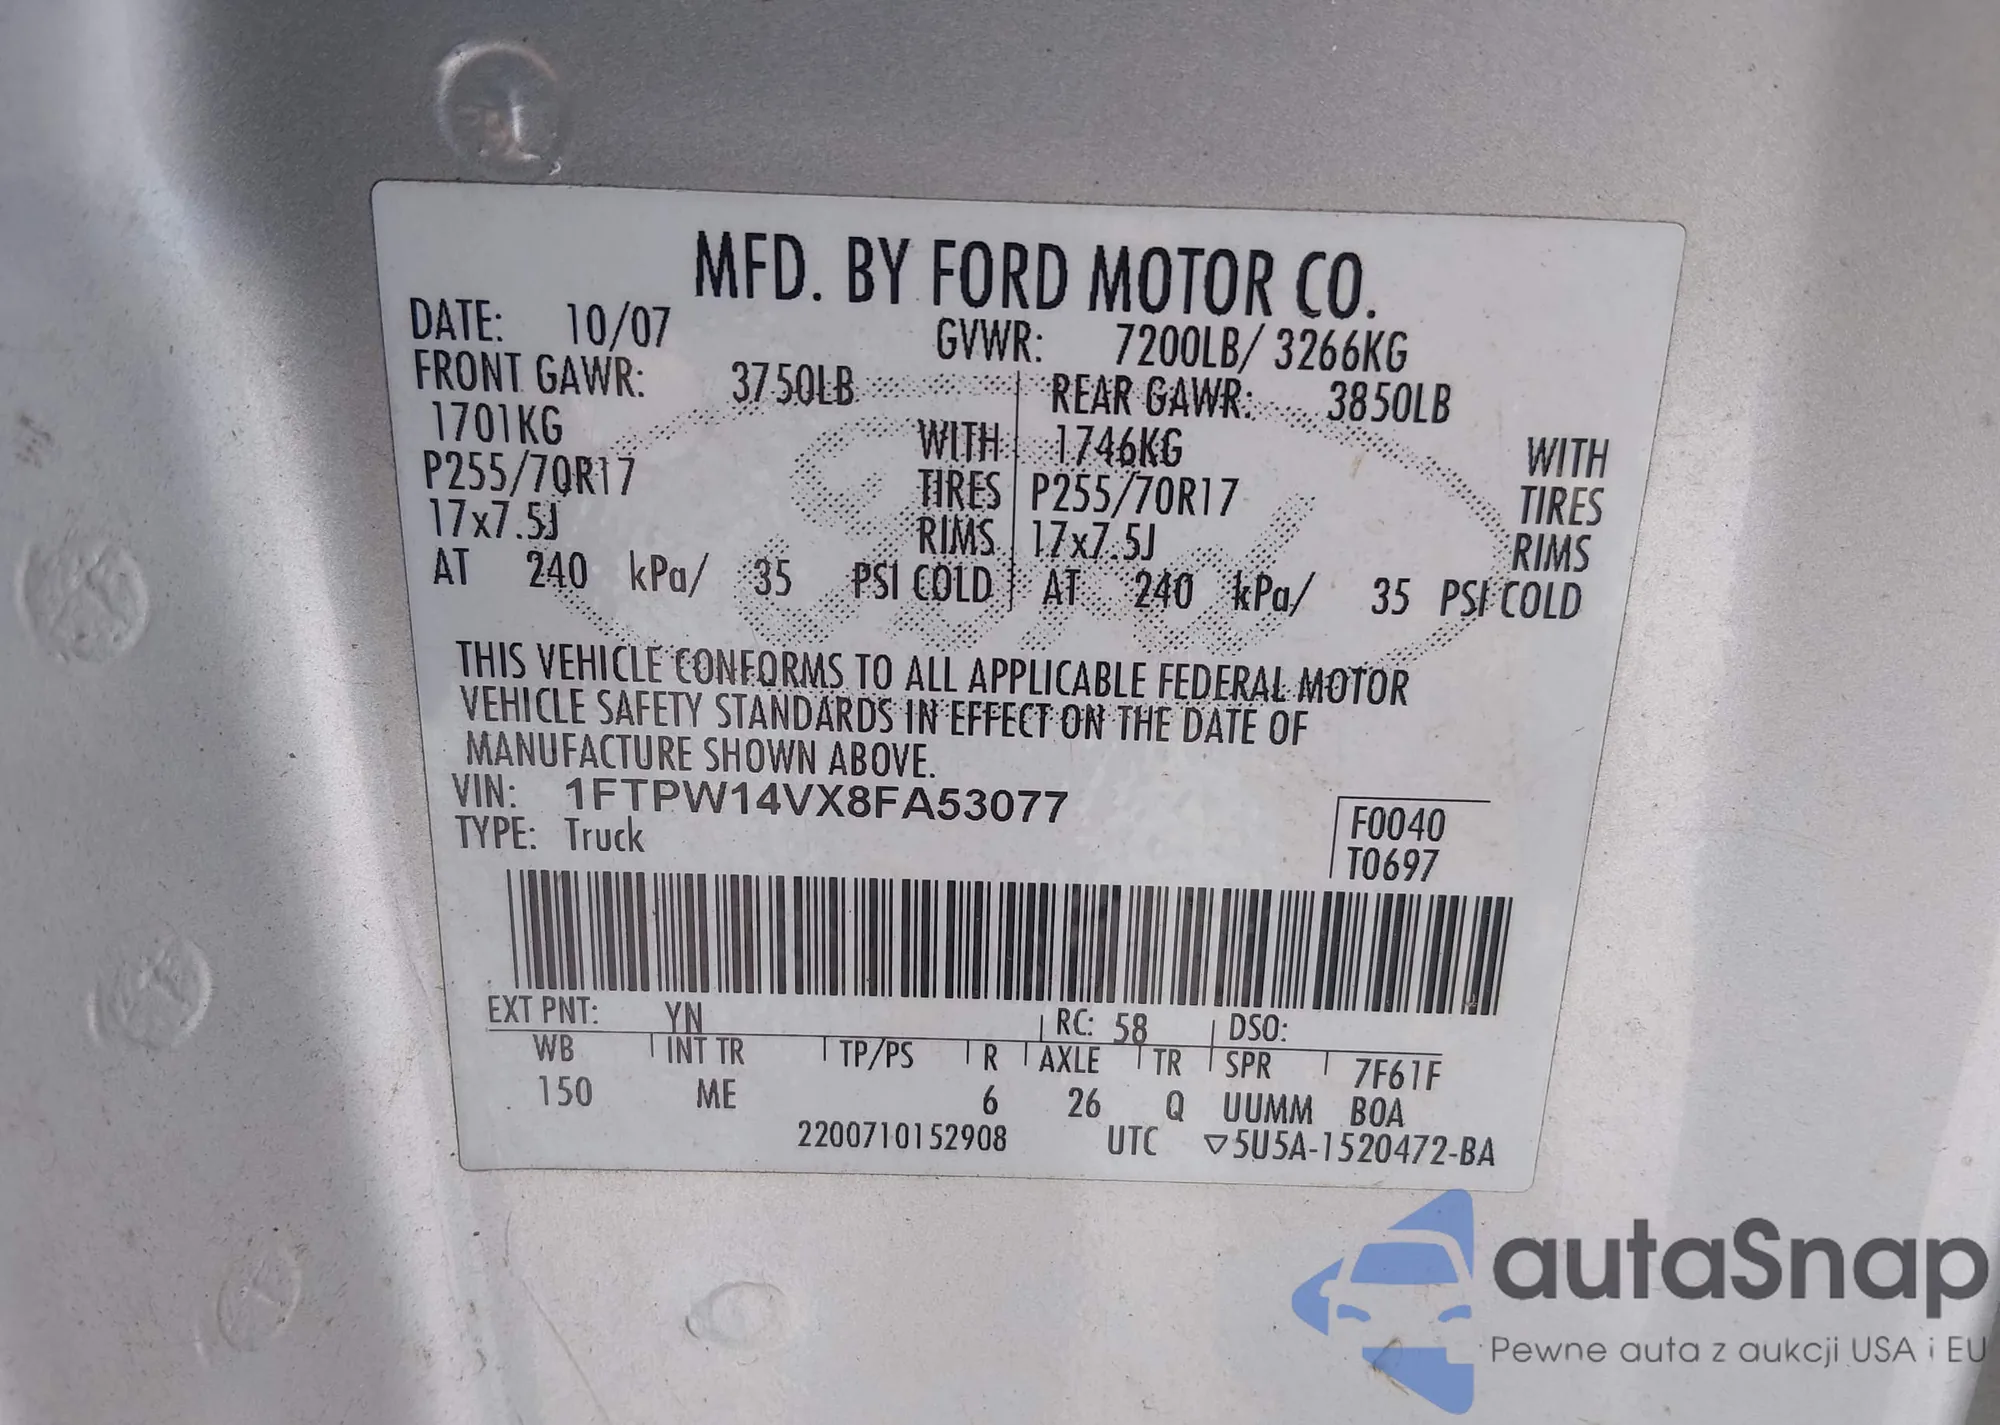 MFD. BY FORD MOTOR CO.
DATE: 10/07 GVWR: 7200LB/ 3266KG
FRONT GAWR: 3750LB REAR GAWR: 3850LB
1701KG WITH 1746KG WITH
P255/70R17 TIRES P255/70R17 TIRES
17x7.5J RIMS 17x7.5J RIMS
AT 240 kPa/ 35 PSI COLD AT 240 kPa/ 35 PSI COLD
THIS VEHICLE CONFORMS TO ALL APPLICABLE FEDERAL MOTOR
VEHICLE SAFETY STANDARDS IN EFFECT ON THE DATE OF
MANUFACTURE SHOWN ABOVE.
VIN: 1FTPW14VX8FA53077
F0040
TYPE: Truck
T0697
EXT PNT: YN RC: 58 DSO:
WB INT TR TP/PS R AXLE TR SPR 7F61F
150 ME 6 26 Q UUMM BOA
2200710152908 UTC ▽5U5A-1520472-BA
autaSnap
Pewne auta z aukcji USA i EU